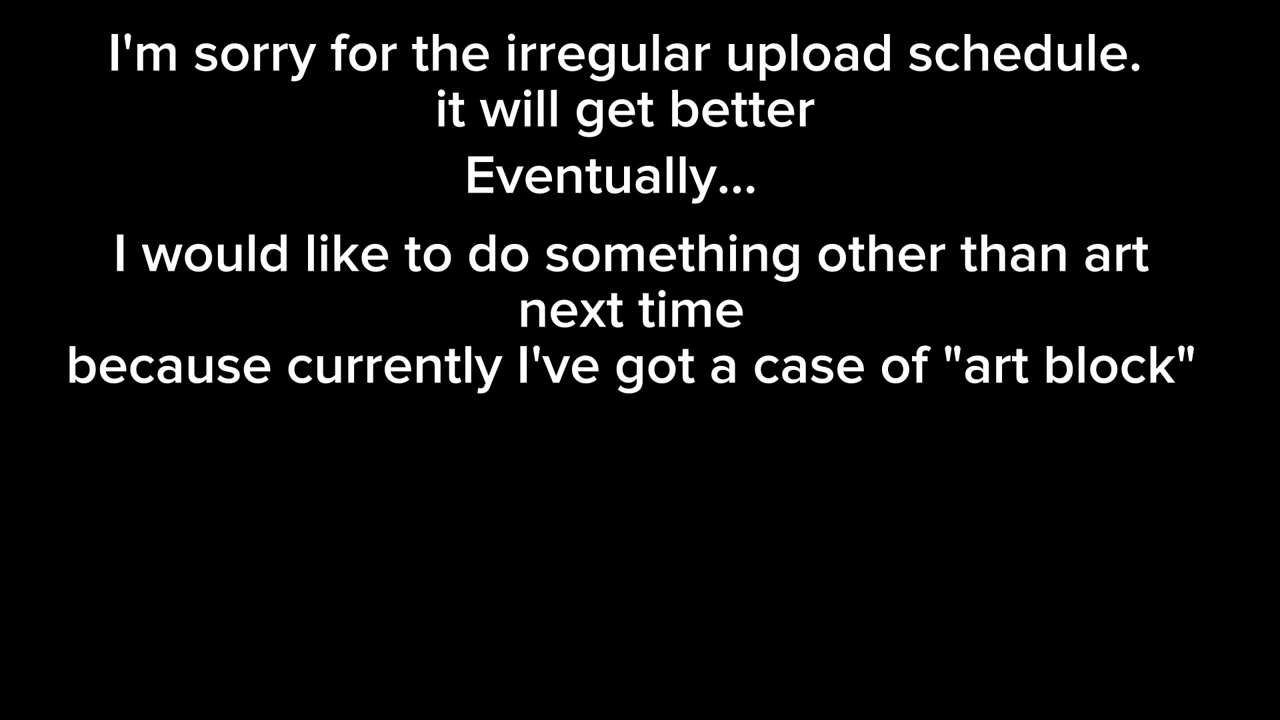 I'm sorry for the irregular upload schedule.
it will get better
Eventually...
I would like to do something other than art
next time
because currently I've got a case of "art block"